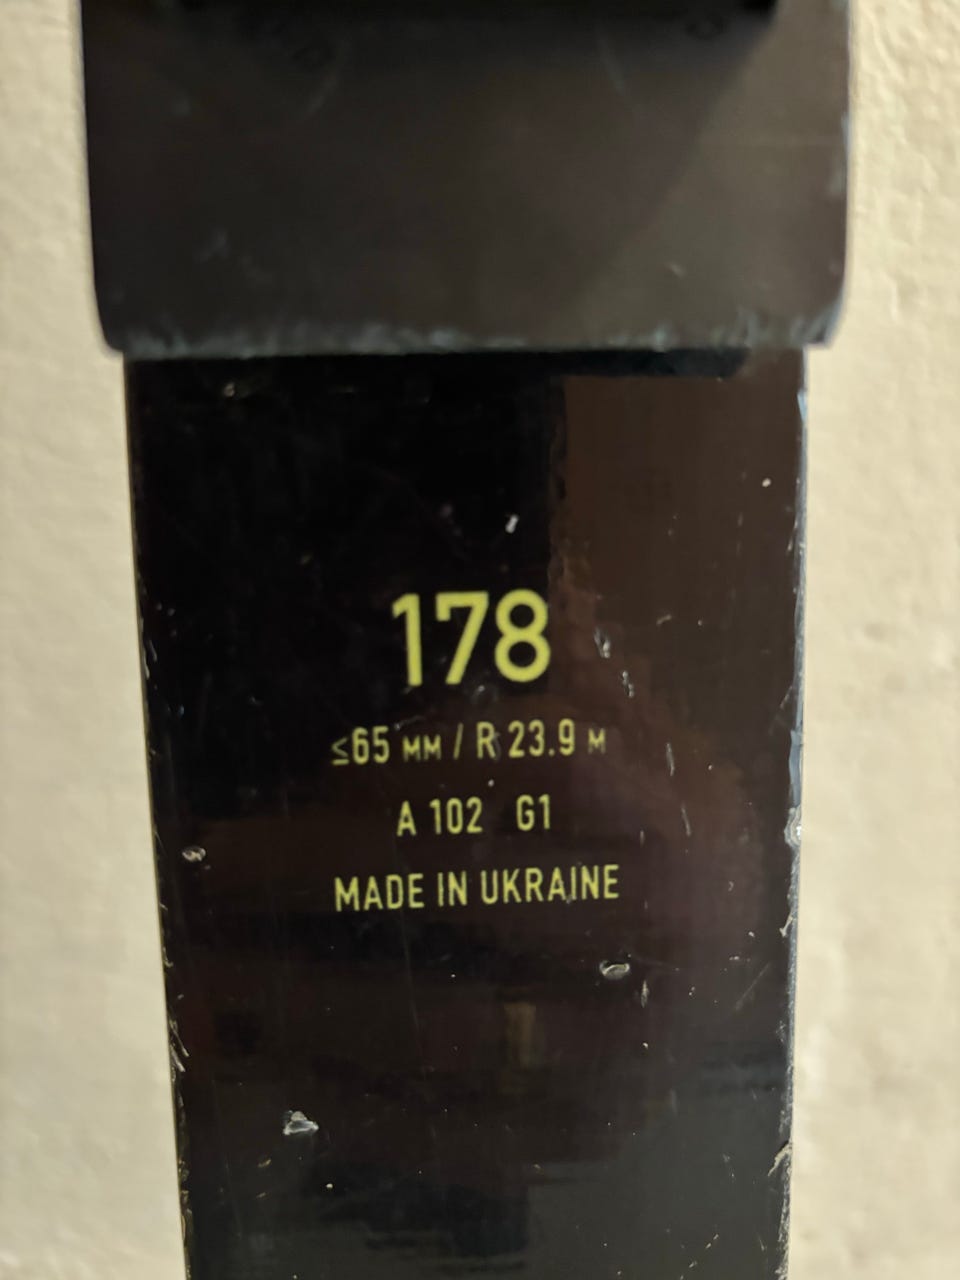 178
≤65 MM / R 23.9 M
A 102 G1
MADE IN UKRAINE